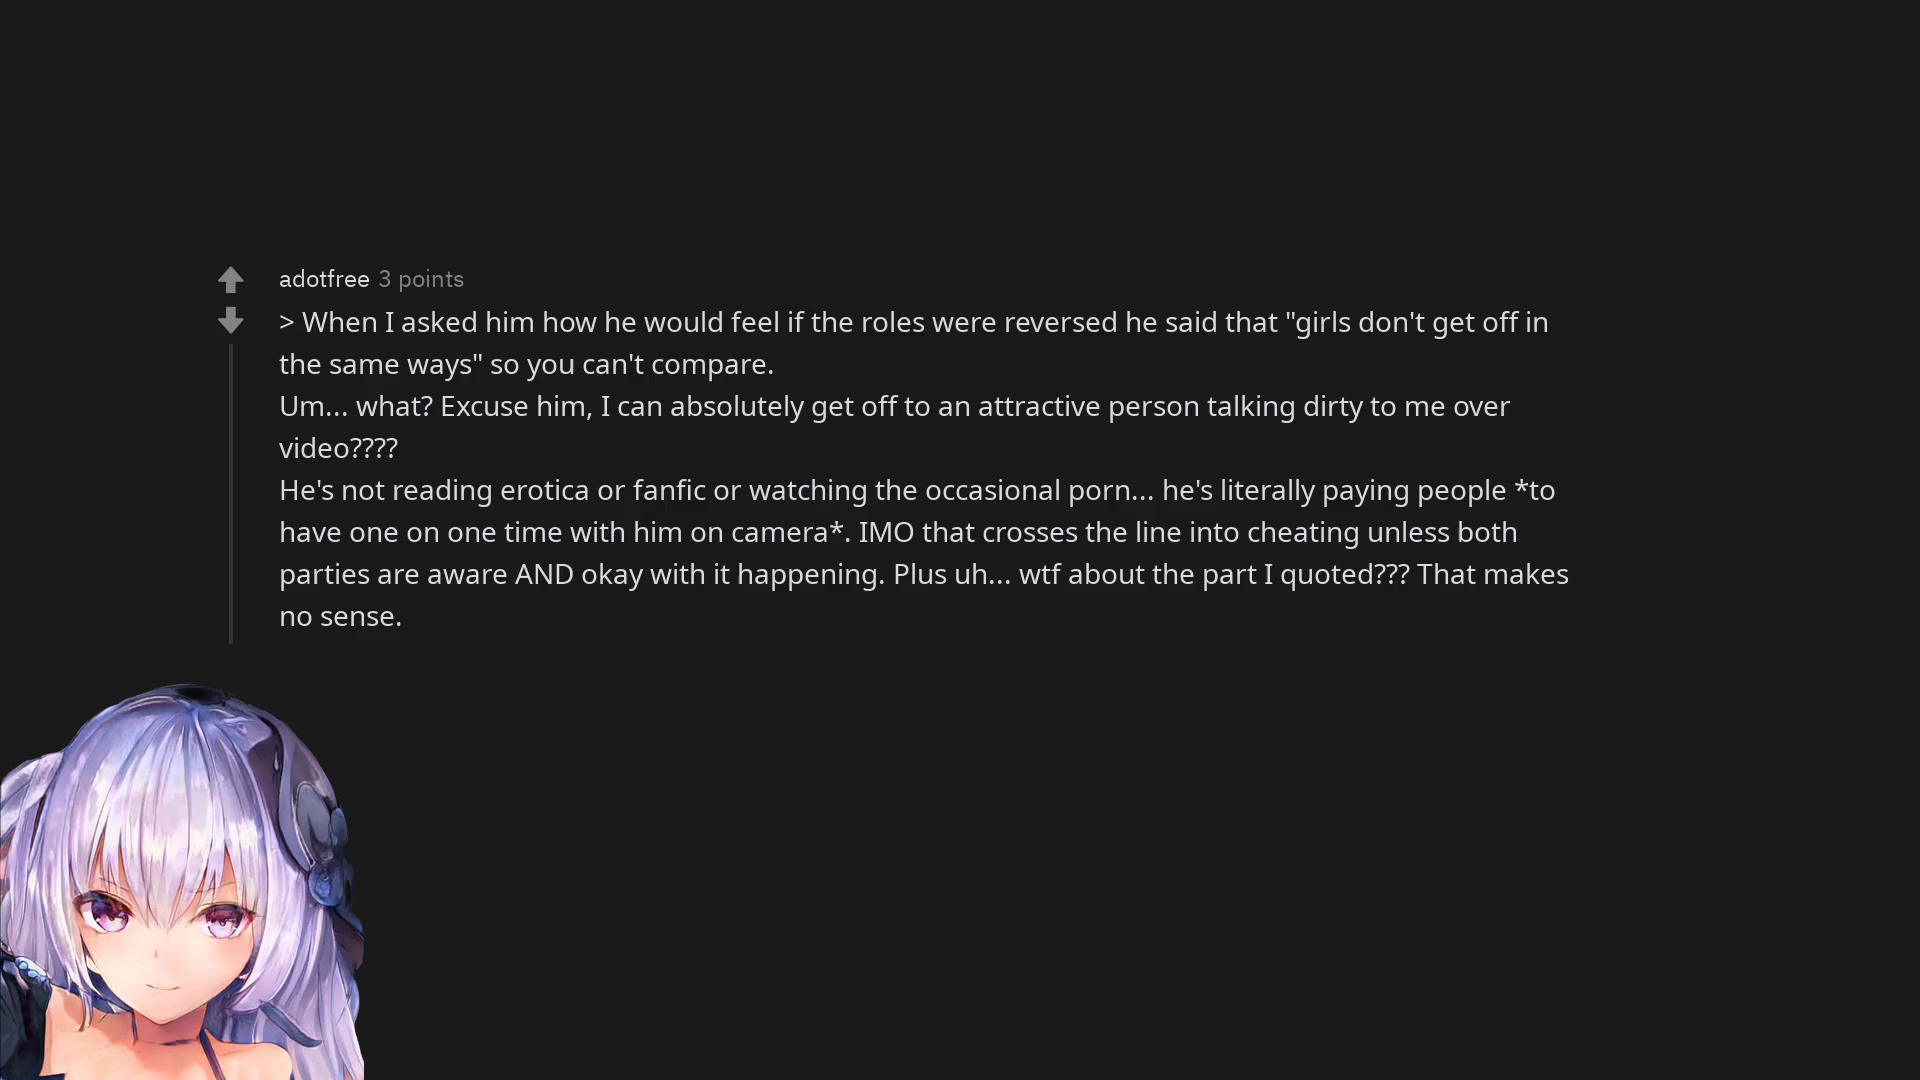 adotfree 3 points
> When I asked him how he would feel if the roles were reversed he said that "girls don't get off in
the same ways" so you can't compare.
Um... what? Excuse him, I can absolutely get off to an attractive person talking dirty to me over
video????
He's not reading erotica or fanfic or watching the occasional porn... he's literally paying people *to
have one on one time with him on camera*. IMO that crosses the line into cheating unless both
parties are aware AND okay with it happening. Plus uh... wtf about the part I quoted??? That makes
no sense.